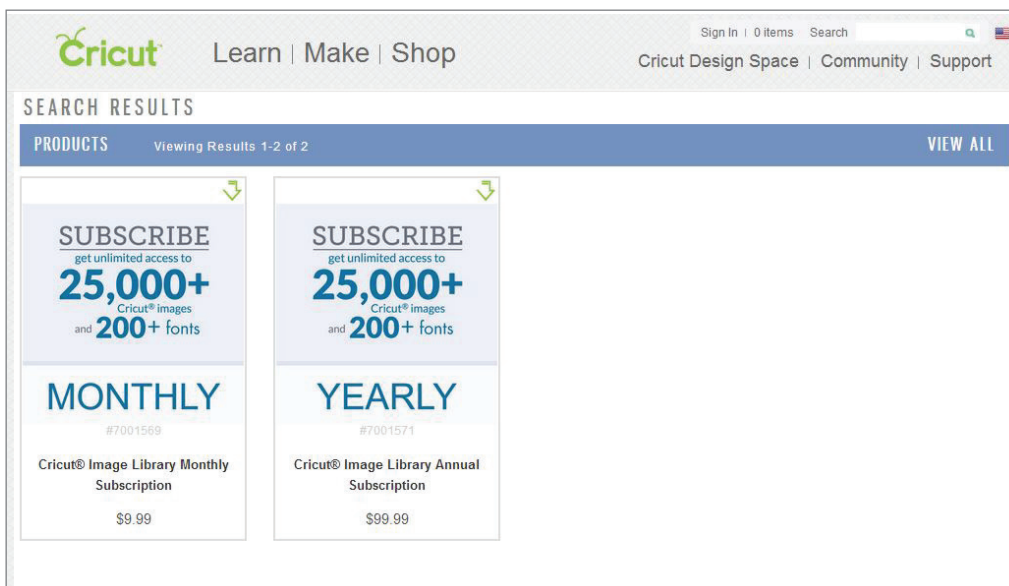 Sign In | 0 items Search
Cricut Learn | Make | Shop
Cricut Design Space | Community | Support
SEARCH RESULTS
PRODUCTS Viewing Results 1-2 of 2 VIEW ALL
SUBSCRIBE
get unlimited access to
25,000+
Cricut® images
and 200+ fonts
MONTHLY
#7001569
Cricut® Image Library Monthly
Subscription
$9.99
SUBSCRIBE
get unlimited access to
25,000+
Cricut® images
and 200+ fonts
YEARLY
#7001571
Cricut® Image Library Annual
Subscription
$99.99